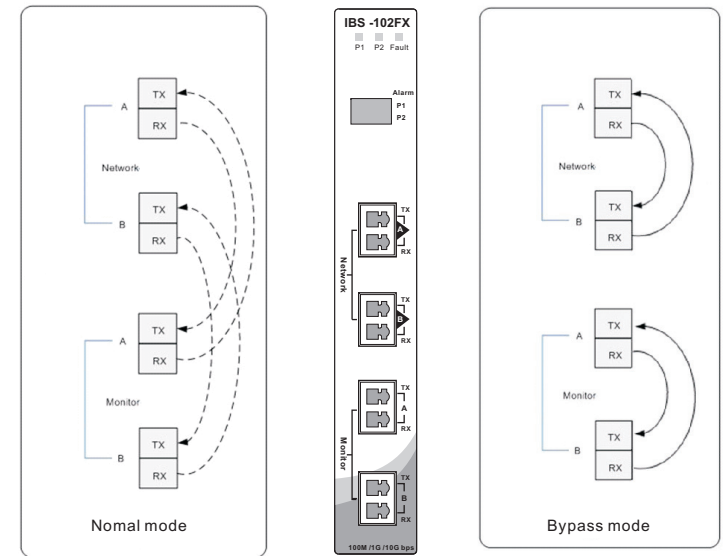 TX
A
RX
Network
TX
B
RX
TX
A
RX
Monitor
TX
B
RX
Nomal mode
IBS -102FX
P1 P2 Fault
Alarm
P1
P2
TX
A
RX
Network
TX
B
RX
TX
A
RX
Monitor
TX
B
RX
100M /1G /10G bps
TX
A
RX
Network
TX
B
RX
TX
A
RX
Monitor
TX
B
RX
Bypass mode